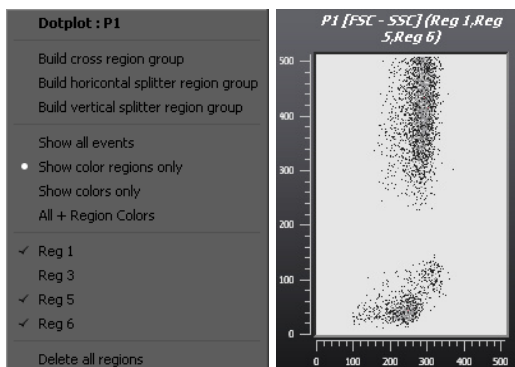 Dotplot : P1
Build cross region group
Build horicontal splitter region group
Build vertical splitter region group
Show all events
Show color regions only
Show colors only
All + Region Colors
Reg 1
Reg 3
Reg 5
Reg 6
Delete all regions
P1 [FSC - SSC] (Reg 1,Reg
5,Reg 6)
500
400
300
200
100
0
0 100 200 300 400 500